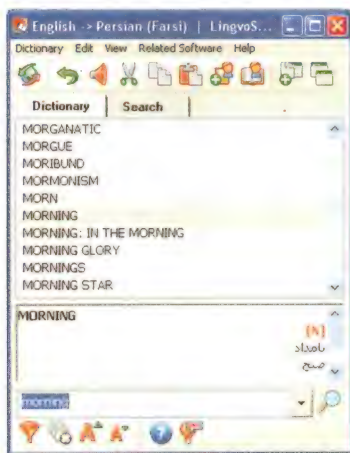 English -> Persian (Farsi) | LingvoS...
Dictionary Edit View Related Software Help
Dictionary Search
MORGANATIC
MORGUE
MORIBUND
MORMONISM
MORN
MORNING
MORNING: IN THE MORNING
MORNING GLORY
MORNINGS
MORNING STAR
MORNING
[N]
بامداد
صبح
morning